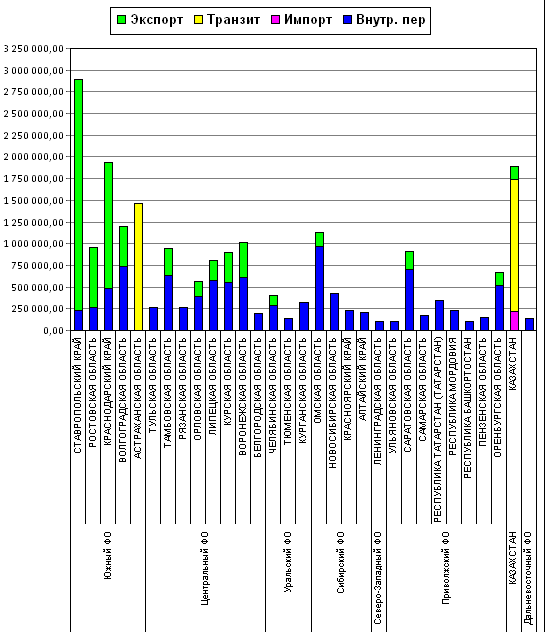 Экспорт Транзит Импорт Внутр. пер
3 250 000,00
3 000 000,00
2 750 000,00
2 500 000,00
2 250 000,00
2 000 000,00
1 750 000,00
1 500 000,00
1 250 000,00
1 000 000,00
750 000,00
500 000,00
250 000,00
0,00
СТАВРОПОЛЬСКИЙ КРАЙ
РОСТОВСКАЯ ОБЛАСТЬ
КРАСНОДАРСКИЙ КРАЙ
ВОЛГОГРАДСКАЯ ОБЛАСТЬ
АСТРАХАНСКАЯ ОБЛАСТЬ
ТУЛЬСКАЯ ОБЛАСТЬ
ТАМБОВСКАЯ ОБЛАСТЬ
РЯЗАНСКАЯ ОБЛАСТЬ
ОРЛОВСКАЯ ОБЛАСТЬ
ЛИПЕЦКАЯ ОБЛАСТЬ
КУРСКАЯ ОБЛАСТЬ
ВОРОНЕЖСКАЯ ОБЛАСТЬ
БЕЛГОРОДСКАЯ ОБЛАСТЬ
ЧЕЛЯБИНСКАЯ ОБЛАСТЬ
ТЮМЕНСКАЯ ОБЛАСТЬ
КУРГАНСКАЯ ОБЛАСТЬ
ОМСКАЯ ОБЛАСТЬ
НОВОСИБИРСКАЯ ОБЛАСТЬ
КРАСНОЯРСКИЙ КРАЙ
АЛТАЙСКИЙ КРАЙ
ЛЕНИНГРАДСКАЯ ОБЛАСТЬ
УЛЬЯНОВСКАЯ ОБЛАСТЬ
САРАТОВСКАЯ ОБЛАСТЬ
САМАРСКАЯ ОБЛАСТЬ
РЕСПУБЛИКА ТАТАРСТАН (ТАТАРСТАН)
РЕСПУБЛИКА МОРДОВИЯ
РЕСПУБЛИКА БАШКОРТОСТАН
ПЕНЗЕНСКАЯ ОБЛАСТЬ
ОРЕНБУРГСКАЯ ОБЛАСТЬ
КАЗАХСТАН
Южный ФО
Центральный ФО
Уральский ФО
Сибирский ФО
Северо-Западный ФО
Приволжский ФО
КАЗАХСТАН
Дальневосточный ФО